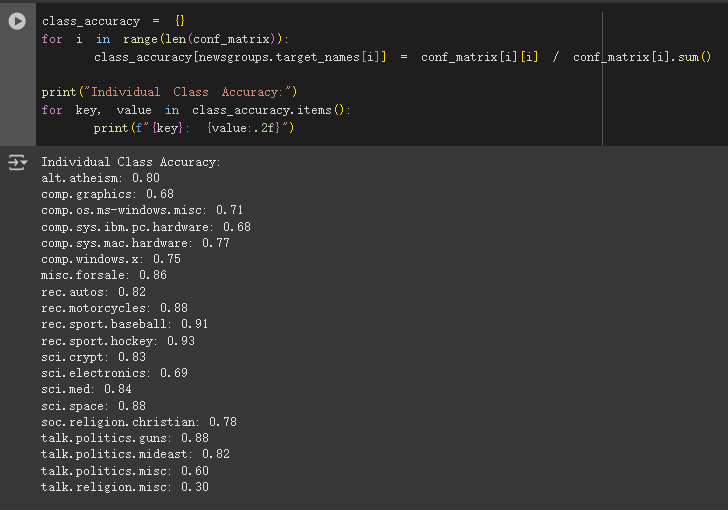 class_accuracy = {}
for i in range(len(conf_matrix)):
class_accuracy[newsgroups.target_names[i]] = conf_matrix[i][i] / conf_matrix[i].sum()
print("Individual Class Accuracy:")
for key, value in class_accuracy.items():
print(f"{key}: {value:.2f}")
Individual Class Accuracy:
alt.atheism: 0.80
comp.graphics: 0.68
comp.os.ms-windows.misc: 0.71
comp.sys.ibm.pc.hardware: 0.68
comp.sys.mac.hardware: 0.77
comp.windows.x: 0.75
misc.forsale: 0.86
rec.autos: 0.82
rec.motorcycles: 0.88
rec.sport.baseball: 0.91
rec.sport.hockey: 0.93
sci.crypt: 0.83
sci.electronics: 0.69
sci.med: 0.84
sci.space: 0.88
soc.religion.christian: 0.78
talk.politics.guns: 0.88
talk.politics.mideast: 0.82
talk.politics.misc: 0.60
talk.religion.misc: 0.30